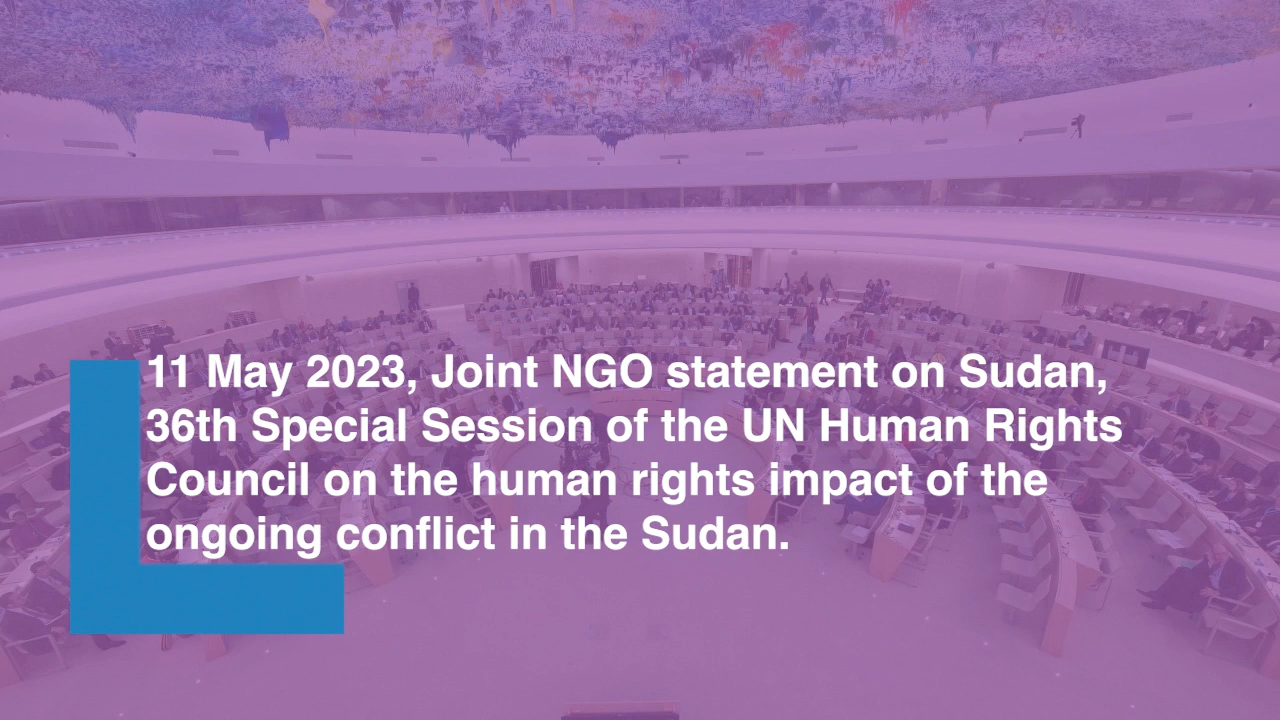 11 May 2023, Joint NGO statement on Sudan,
36th Special Session of the UN Human Rights
Council on the human rights impact of the
ongoing conflict in the Sudan.